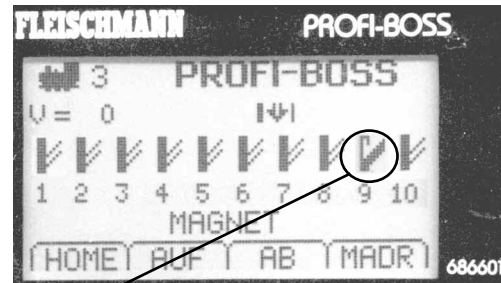 FLEISCHMANN PROFI-BOSS
3 PROFI-BOSS
V = 0
1 2 3 4 5 6 7 8 9 10
MAGNET
HOME AUF AB MADR
686601